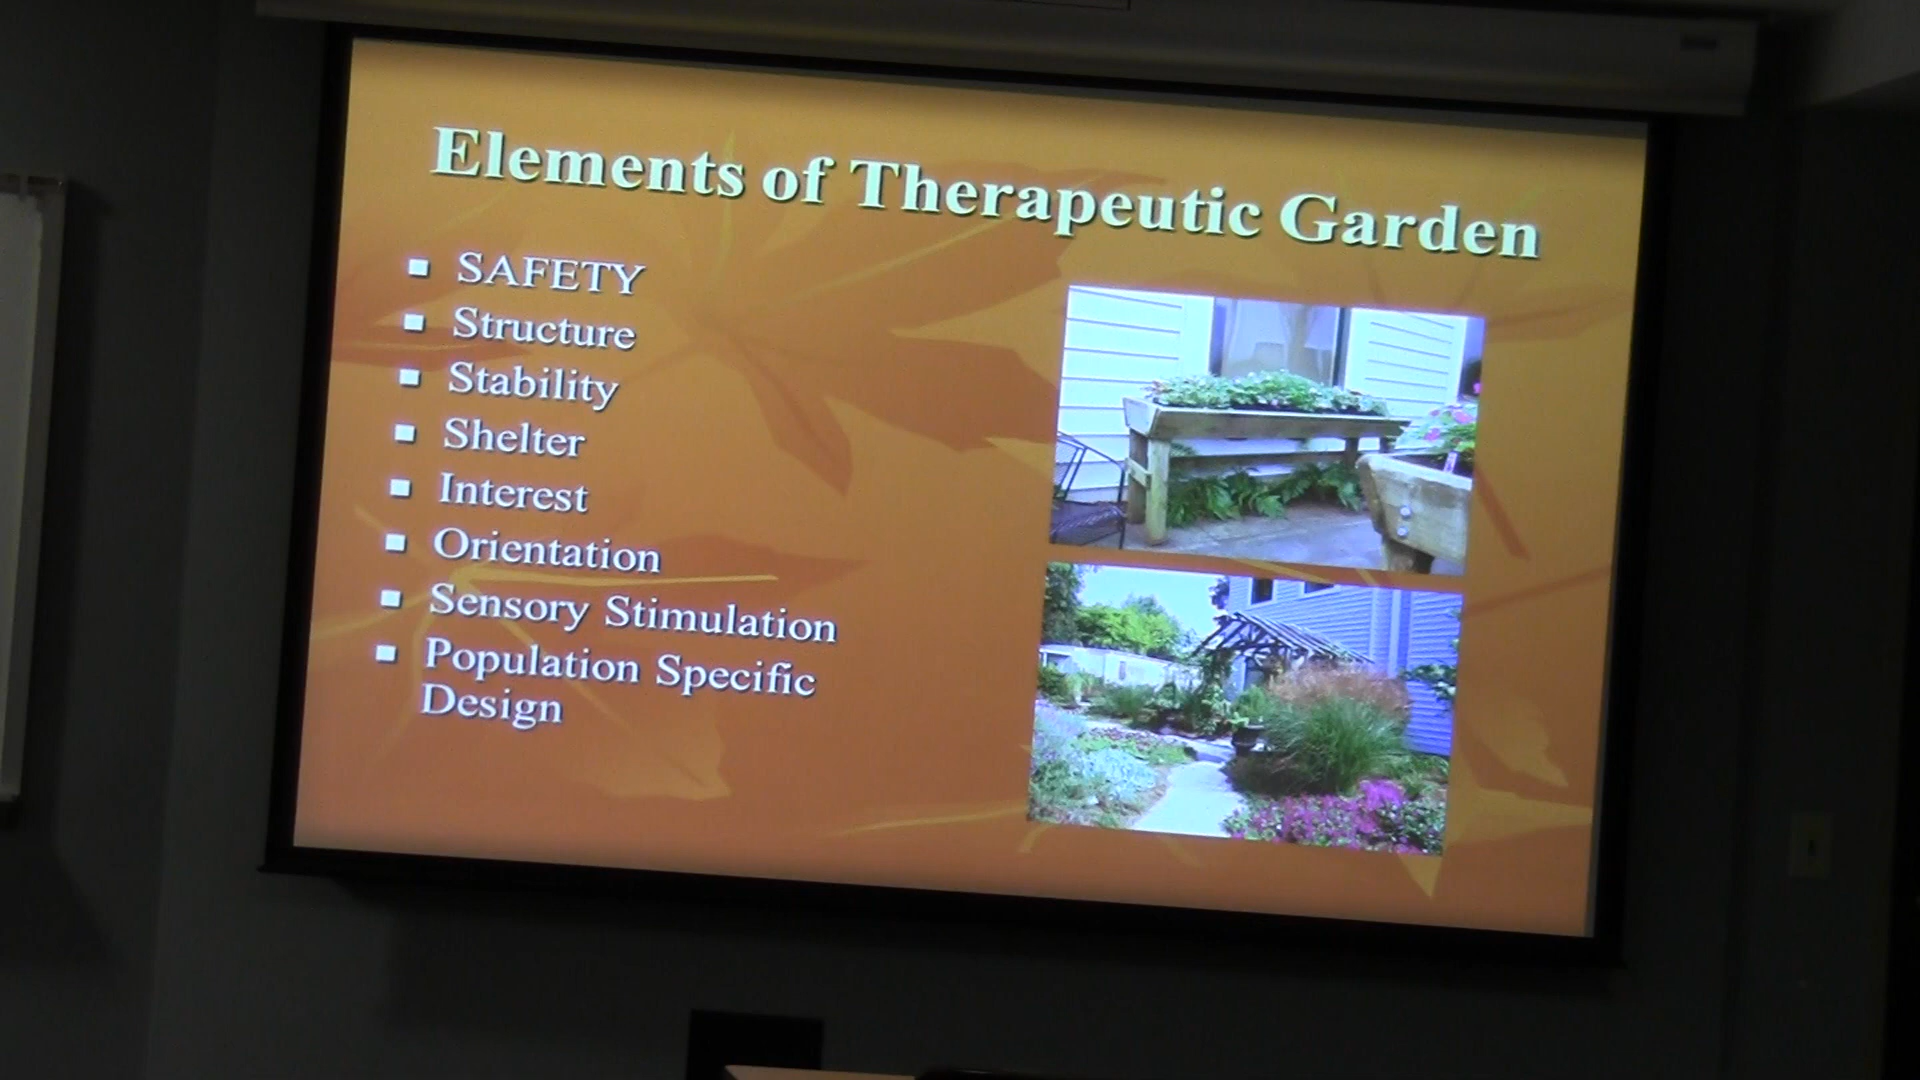 Elements of Therapeutic Garden
SAFETY
Structure
Stability
Shelter
Interest
Orientation
Sensory Stimulation
Population Specific
Design